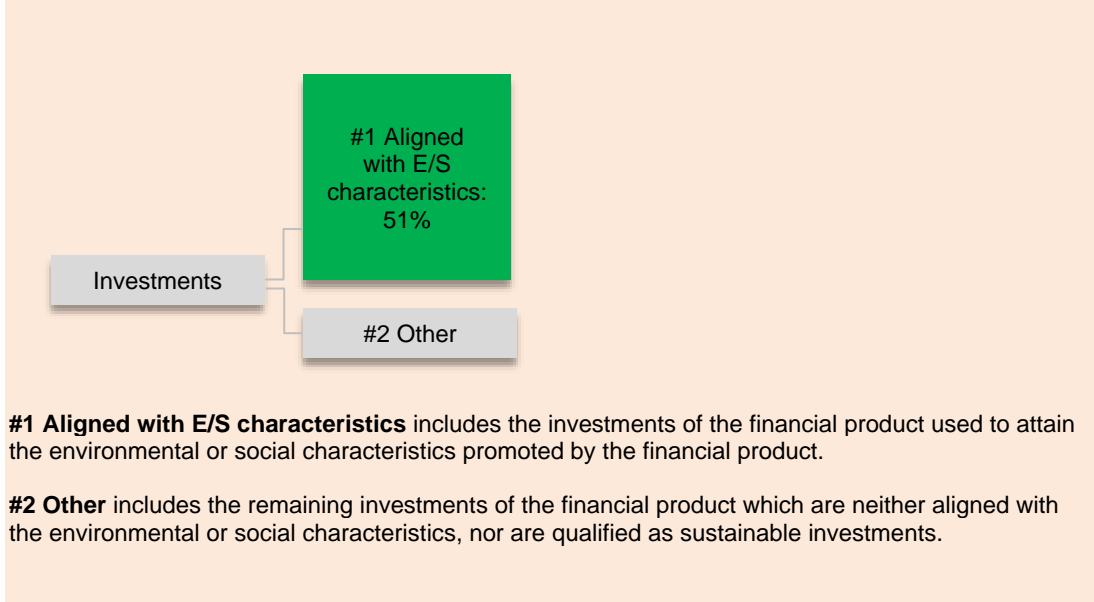 #1 Aligned
with E/S
characteristics:
51%
Investments
#2 Other
#1 Aligned with E/S characteristics includes the investments of the financial product used to attain
the environmental or social characteristics promoted by the financial product.
#2 Other includes the remaining investments of the financial product which are neither aligned with
the environmental or social characteristics, nor are qualified as sustainable investments.